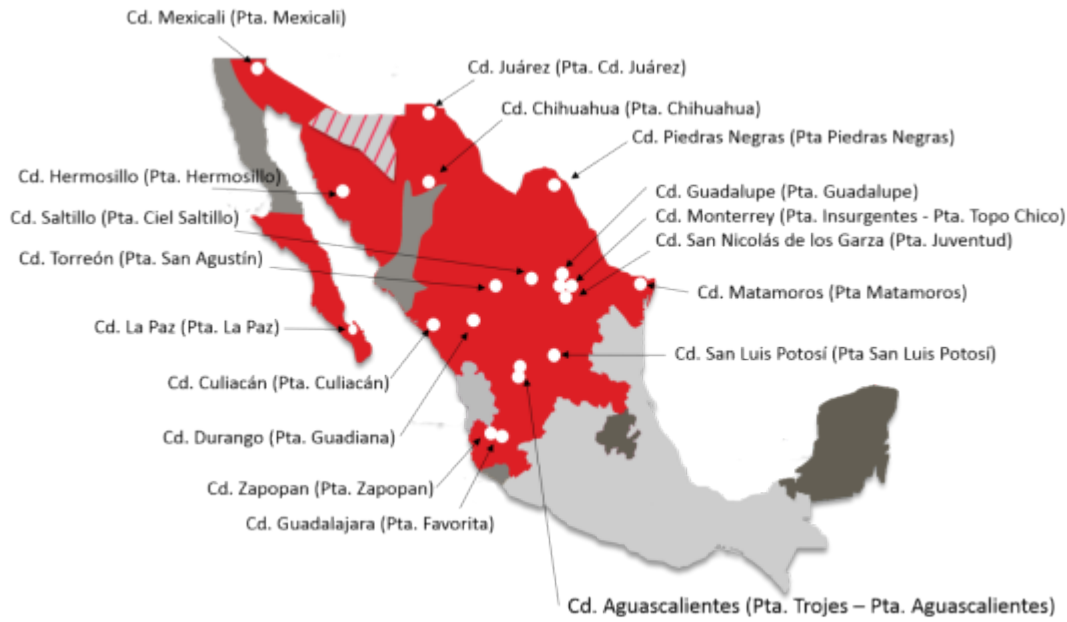 Cd. Mexicali (Pta. Mexicali)
Cd. Juárez (Pta. Cd. Juárez)
Cd. Chihuahua (Pta. Chihuahua)
Cd. Piedras Negras (Pta Piedras Negras)
Cd. Hermosillo (Pta. Hermosillo)
Cd. Guadalupe (Pta. Guadalupe)
Cd. Saltillo (Pta. Ciel Saltillo)
Cd. Monterrey (Pta. Insurgentes - Pta. Topo Chico)
Cd. San Nicolás de los Garza (Pta. Juventud)
Cd. Torreón (Pta. San Agustín)
Cd. Matamoros (Pta Matamoros)
Cd. La Paz (Pta. La Paz)
Cd. San Luis Potosí (Pta San Luis Potosí)
Cd. Culiacán (Pta. Culiacán)
Cd. Durango (Pta. Guadiana)
Cd. Zapopan (Pta. Zapopan)
Cd. Guadalajara (Pta. Favorita)
Cd. Aguascalientes (Pta. Trojes – Pta. Aguascalientes)